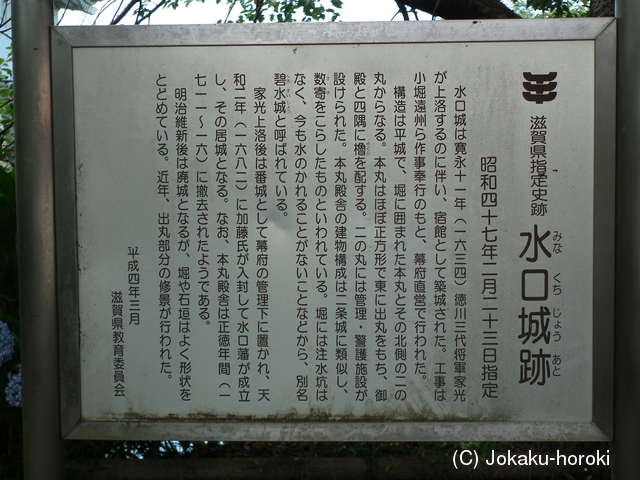 滋賀県指定史跡 水口城跡
みな くち じょう あと
昭和四十七年二月二十三日指定
水口城は寛永十一年(一六三四)徳川三代将軍家光
が上洛するのに伴い、宿館として築城された。工事は
小堀遠州ら作事奉行のもと、幕府直営で行われた。
構造は平城で、堀に囲まれた本丸とその北側の二の
丸からなる。本丸はほぼ正方形で東に出丸をもち、御
殿と四隅に櫓を配する。二の丸には管理・警護施設が
設けられた。本丸殿舎の建物構成は二条城に類似し、
数寄をこらしたものといわれている。堀には注水坑は
なく、今も水のかれることがないことなどから、別名
碧水城と呼ばれている。
家光上洛後は番城として幕府の管理下に置かれ、天
和二年(一六八二)に加藤氏が入封して水口藩が成立
し、その居城となる。なお、本丸殿舎は正徳年間(一
七一一~一六)に撤去されたようである。
明治維新後は廃城となるが、堀や石垣はよく形状を
とどめている。近年、出丸部分の修景が行われた。
平成四年三月
滋賀県教育委員会
(C) Jokaku-horoki